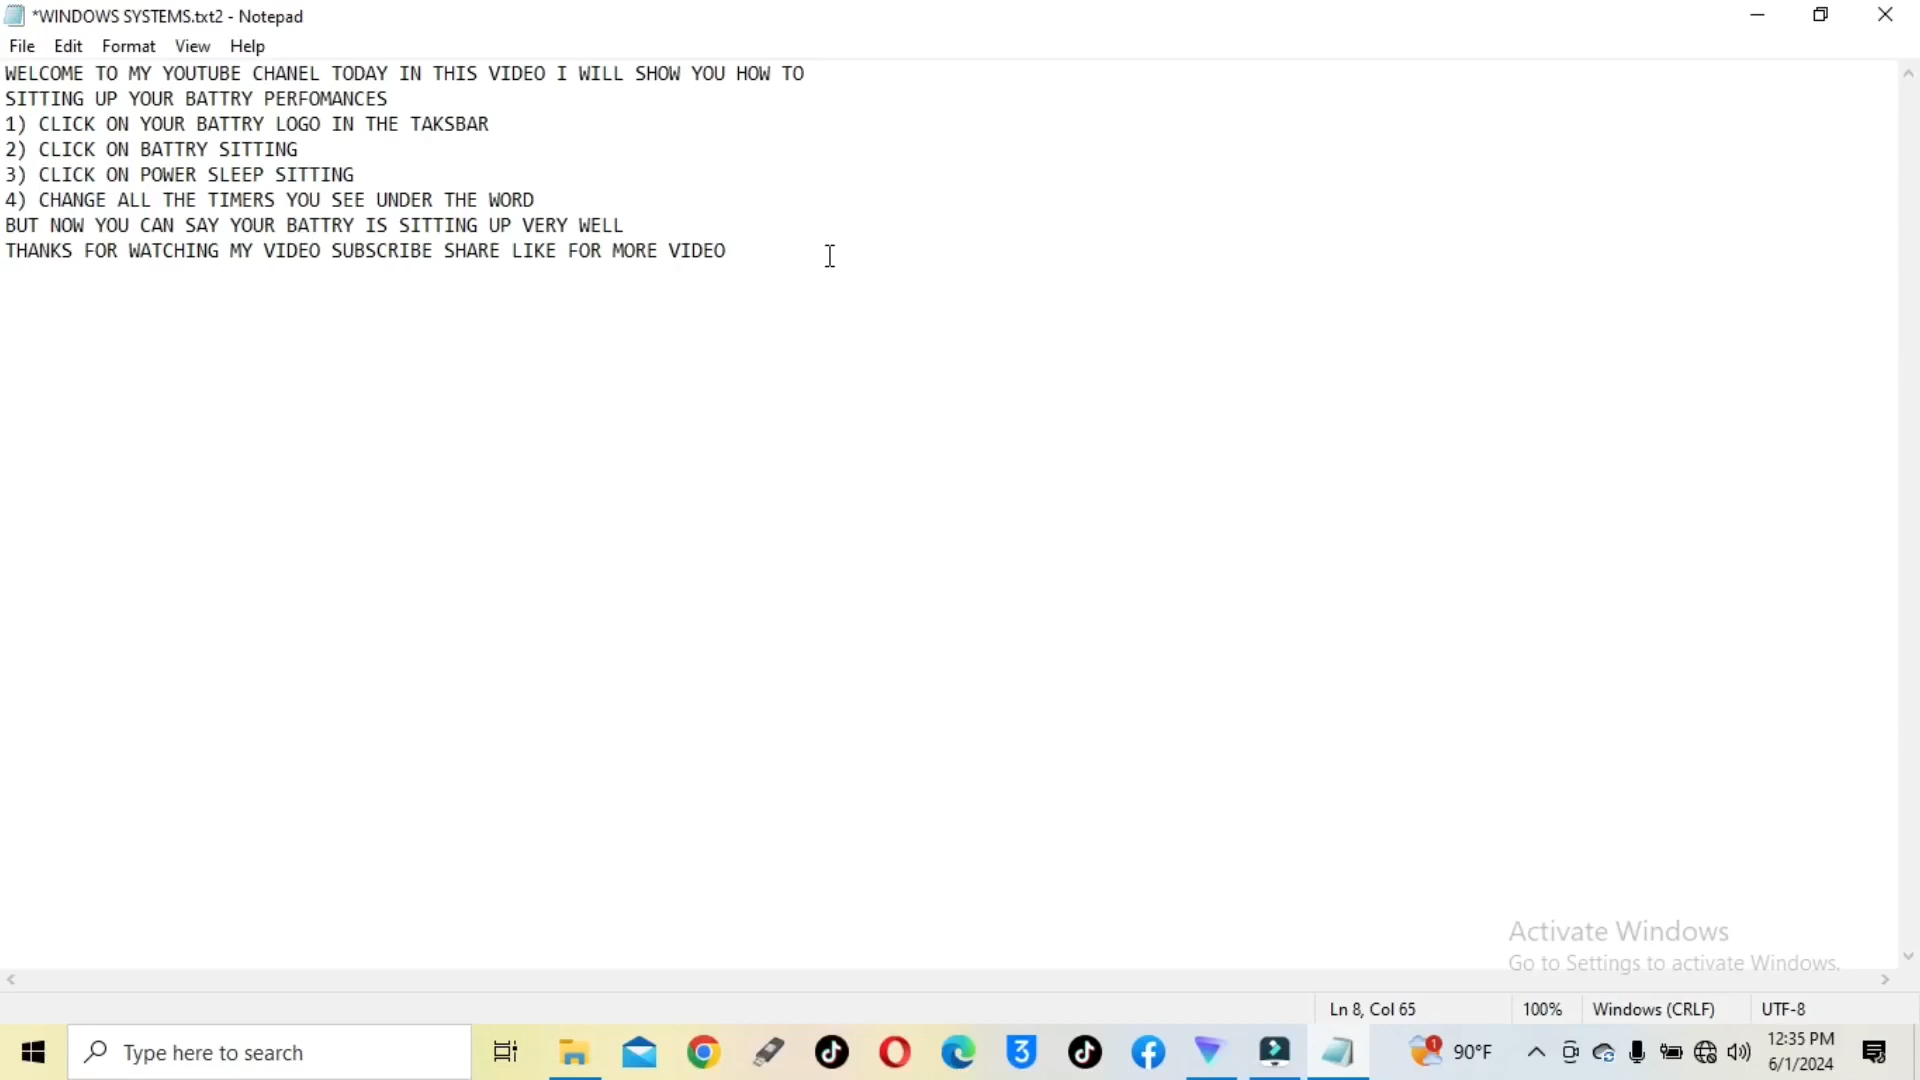 *WINDOWS SYSTEMS.txt2 - Notepad
File Edit Format View Help
WELCOME TO MY YOUTUBE CHANEL TODAY IN THIS VIDEO I WILL SHOW YOU HOW TO
SITTING UP YOUR BATTRY PERFOMANCES
1) CLICK ON YOUR BATTRY LOGO IN THE TAKSBAR
2) CLICK ON BATTRY SITTING
3) CLICK ON POWER SLEEP SITTING
4) CHANGE ALL THE TIMERS YOU SEE UNDER THE WORD
BUT NOW YOU CAN SAY YOUR BATTRY IS SITTING UP VERY WELL
THANKS FOR WATCHING MY VIDEO SUBSCRIBE SHARE LIKE FOR MORE VIDEO
Activate Windows
Go to Settings to activate Windows.
Ln 8, Col 65 100% Windows (CRLF) UTF-8
Type here to search 3 1 90°F 12:35 PM
6/1/2024